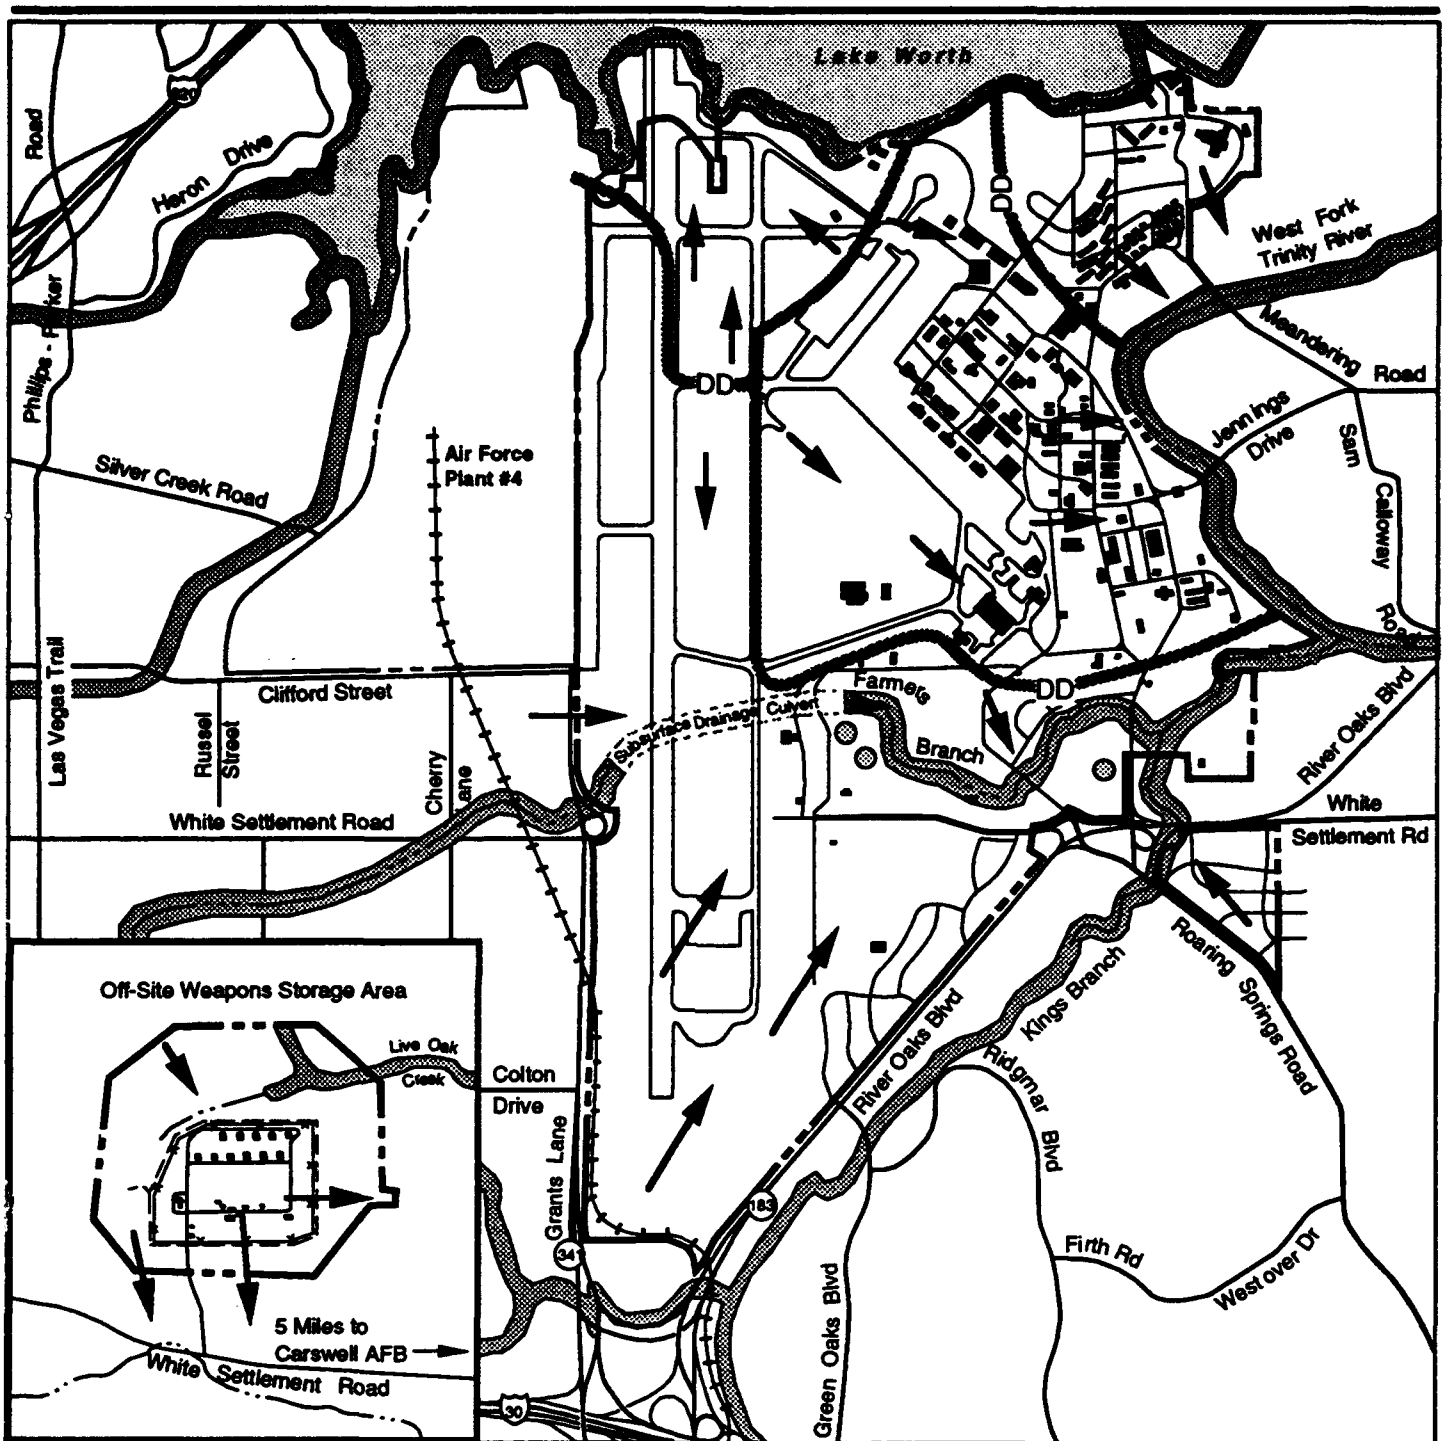 Lake Worth
820
Road
Heron Drive
DD
West Fork
Trinity River
Phillips - Parker
Meandering
Road
DD
Jennings
Drive
Sam
Calloway
Air Force
Plant #4
Silver Creek Road
Las Vegas Trail
Clifford Street
Farmers
DD
Subsurface Drainage Culvert
Branch
River Oaks Blvd
Russel
Street
Cherry
Lane
White Settlement Road
White
Settlement Rd
Roaring Springs Road
Kings Branch
River Oaks Blvd
Ridgmar Blvd
Off-Site Weapons Storage Area
Live Oak
Creek
Colton
Drive
Grants Lane
183
341
Firth Rd
Westover Dr
Green Oaks Blvd
5 Miles to
Carswell AFB
White Settlement Road
30